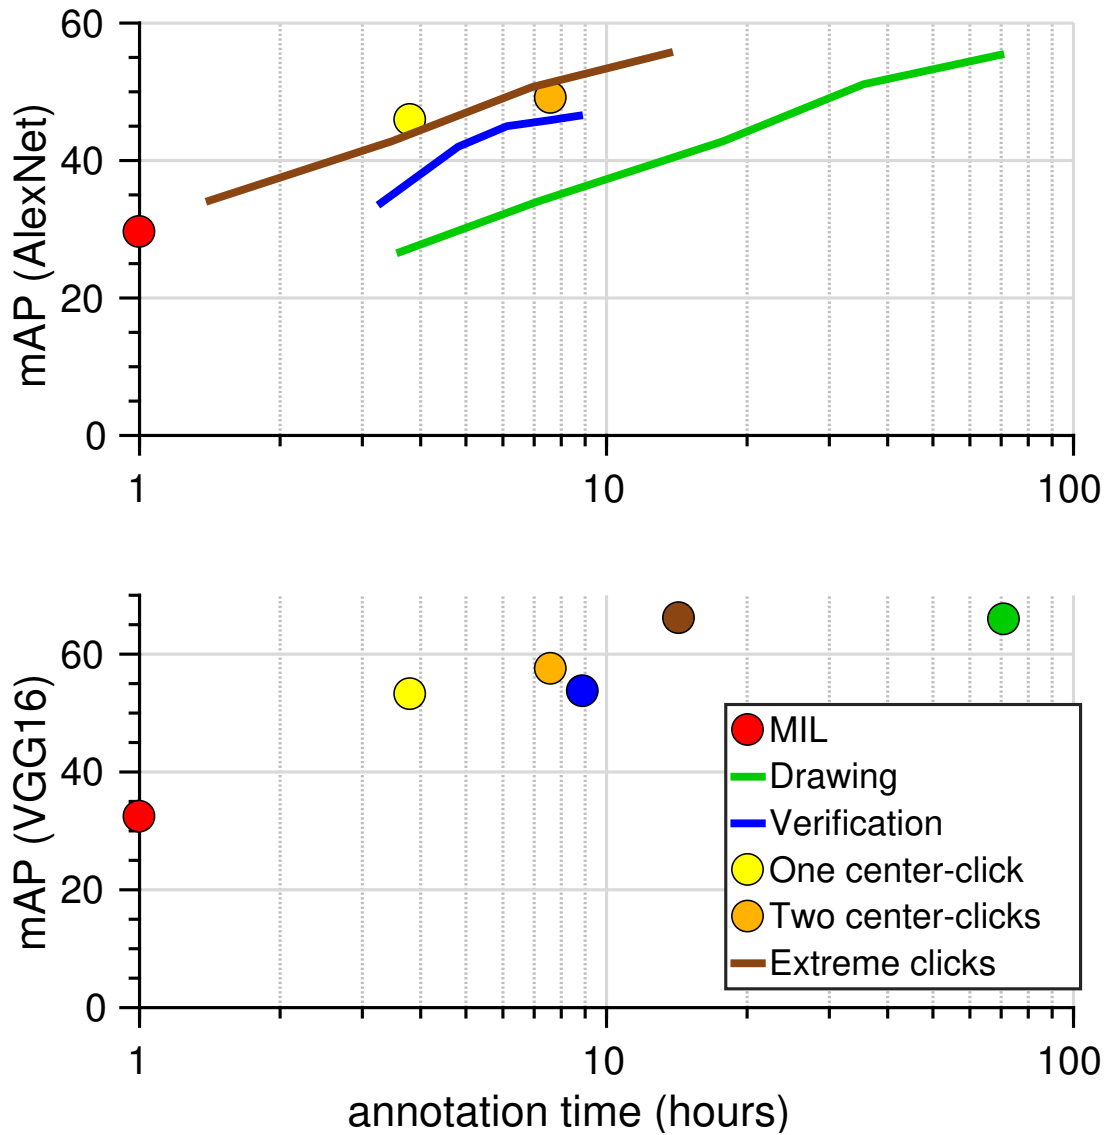 60
40
20
0
mAP (AlexNet)
1
10
100
60
40
20
0
mAP (VGG16)
MIL
Drawing
Verification
One center-click
Two center-clicks
Extreme clicks
1
10
100
annotation time (hours)